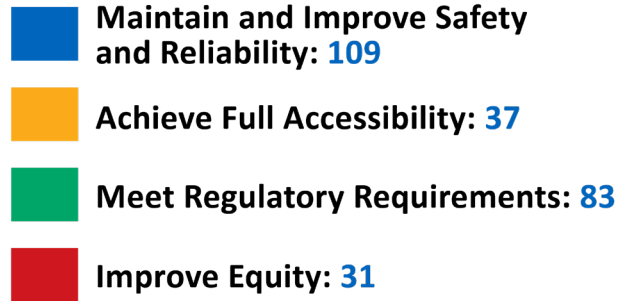 Maintain and Improve Safety
and Reliability: 109
Achieve Full Accessibility: 37
Meet Regulatory Requirements: 83
Improve Equity: 31